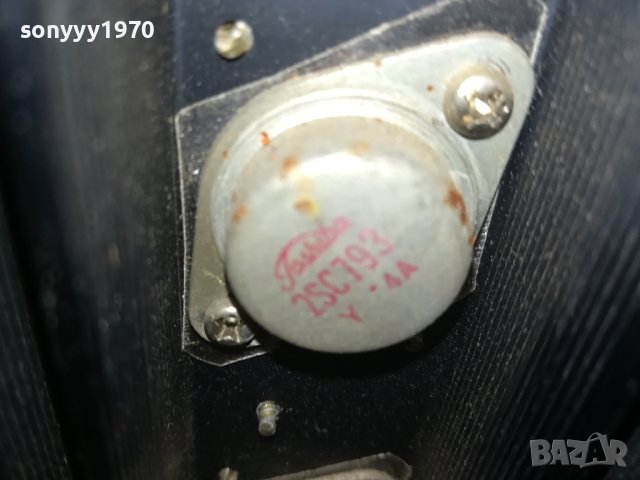 sonyyy1970
Toshiba
2SC793
Y • 4A
BAZAR